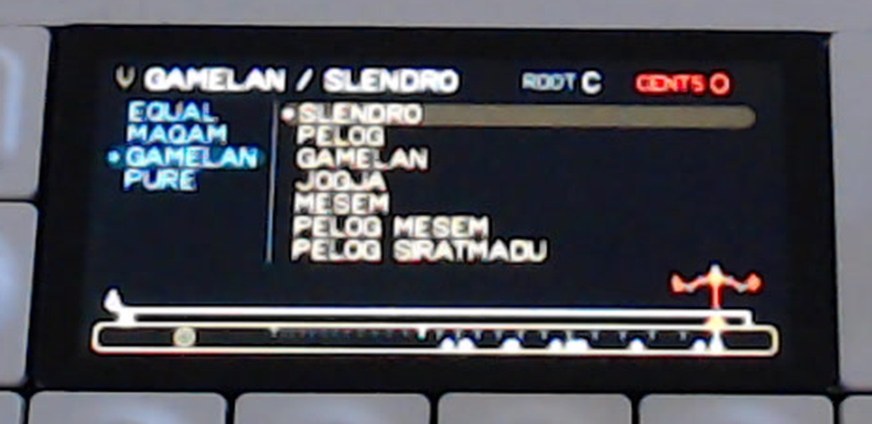 GAMELAN / SLENDRO ROOT C CENTS 0
EQUAL
MAQAM
GAMELAN
PURE
SLENDRO
PELOG
GAMELAN
JOGJA
MESEM
PELOG MESEM
PELOG SIRATMADU